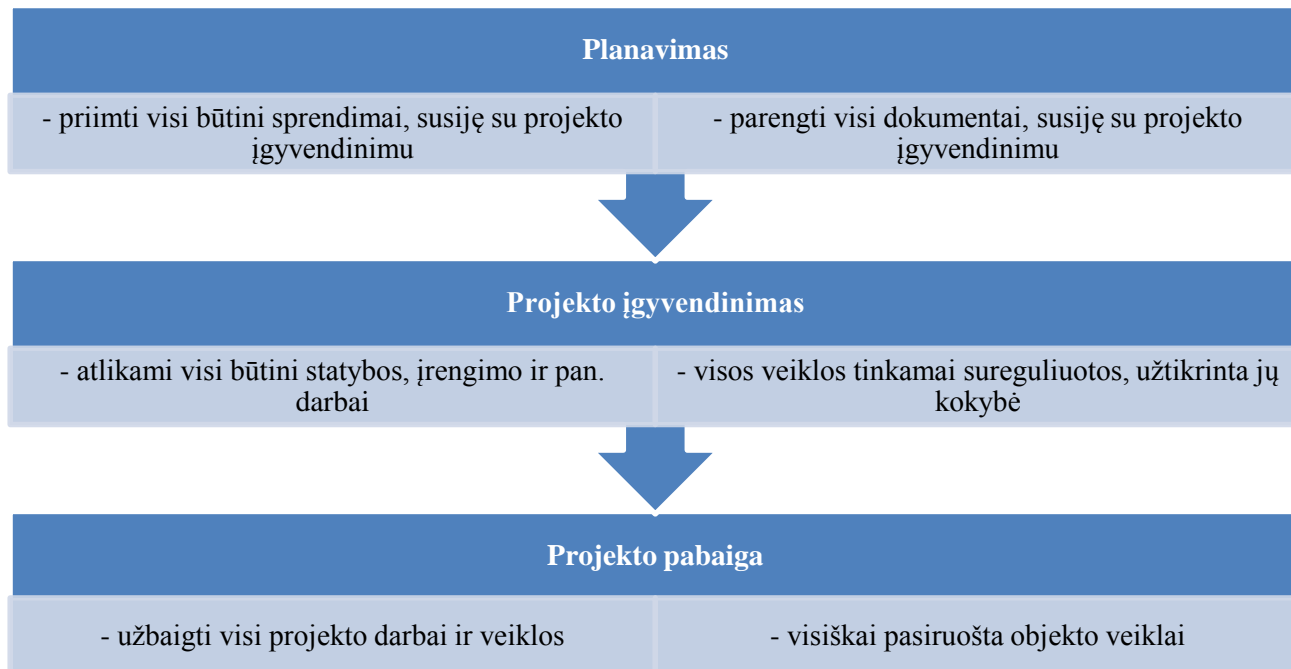 Planavimas
- priimti visi būtini sprendimai, susiję su projekto
įgyvendinimu
- parengti visi dokumentai, susiję su projekto
įgyvendinimu
Projekto įgyvendinimas
- atlikami visi būtini statybos, įrengimo ir pan.
darbai
- visos veiklos tinkamai sureguliuotos, užtikrinta jų
kokybė
Projekto pabaiga
- užbaigti visi projekto darbai ir veiklos
- visiškai pasiruošta objekto veiklai